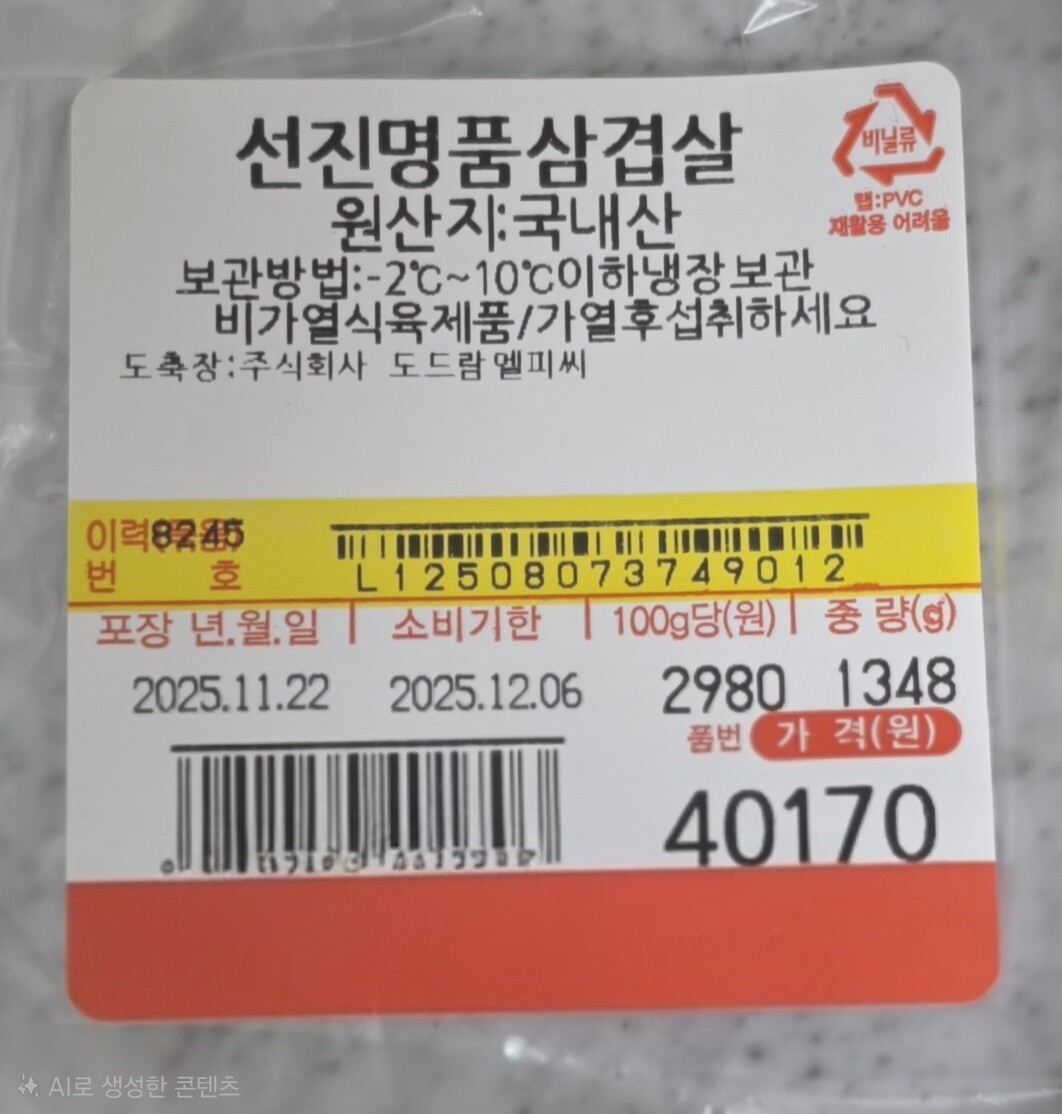 선진명품삼겹살
비닐류
랩:PVC
재활용 어려움
원산지:국내산
보관방법:-2℃~10℃이하냉장보관
비가열식육제품/가열후섭취하세요
도축장:주식회사 도드람엘피씨
이력 8245
번 호
L12508073749012
포장 년.월.일 소비기한 100g당(원) 중 량(g)
2025.11.22 2025.12.06 2980 1348
품번 가 격(원)
40170
AI로 생성한 콘텐츠